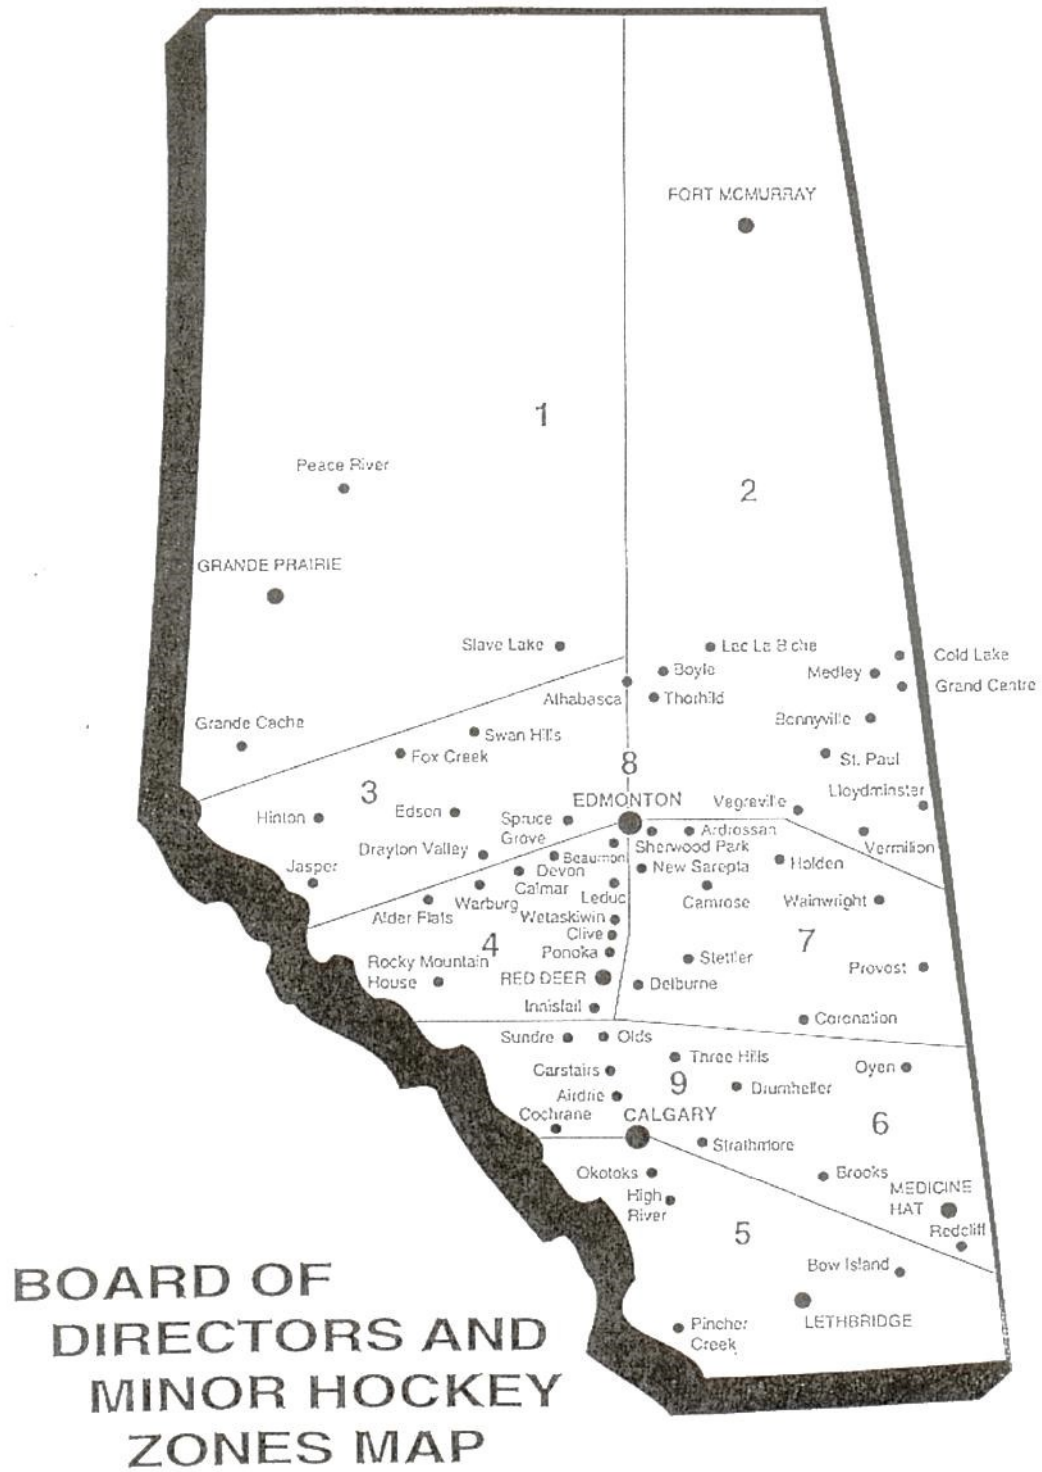 FORT MCMURRAY
1
Peace River
2
GRANDE PRAIRIE
Slave Lake
Lac La Biche
Cold Lake
Boyle
Medley
Grand Centre
Athabasca
Thorhild
Bonnyville
Grande Cache
Swan Hills
Fox Creek
St. Paul
8
3
EDMONTON
Vegreville
Lloydminster
Hinton
Edson
Spruce
Grove
Ardrossan
Sherwood Park
Vermilion
Drayton Valley
Beaumont
New Sarepta
Holden
Jasper
Devon
Calmar
Leduc
Camrose
Wainwright
Warburg
Alder Flats
Wetaskiwin
Clive
4
7
Ponoka
Stettler
Provost
Rocky Mountain
House
RED DEER
Delburne
Innisfail
Coronation
Sundre
Olds
Three Hills
Oyen
Carstairs
9
Drumheller
Airdrie
Cochrane
CALGARY
6
Strathmore
Okotoks
Brooks
High
River
MEDICINE
HAT
5
Redcliff
Bow Island
LETHBRIDGE
Pincher
Creek
BOARD OF
DIRECTORS AND
MINOR HOCKEY
ZONES MAP